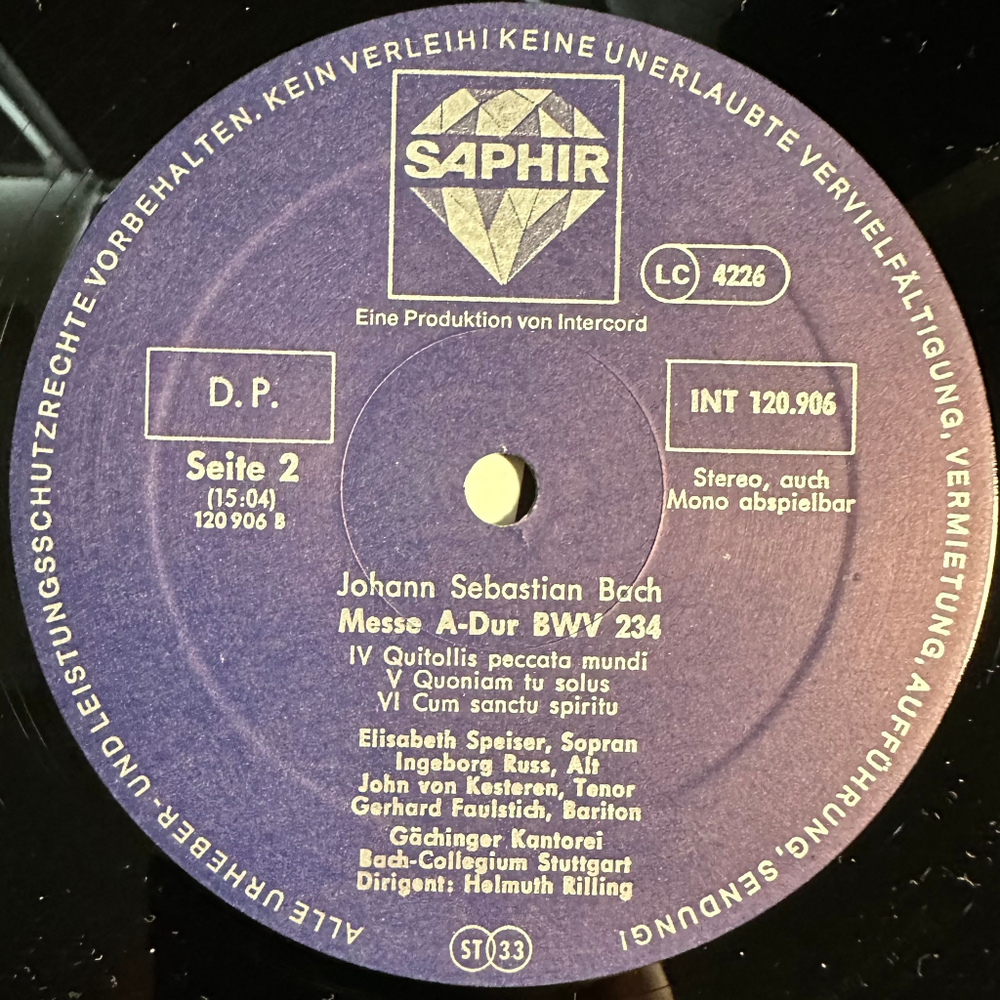 ALLE URHEBER- UND LEISTUNGSSCHUTZRECHTE VORBEHALTEN. KEIN VERLEIH! KEINE UNERLAUBTE VERVIELFÄLTIGUNG, VERMIETUNG, AUFFÜHRUNG, SENDUNG!
SAPHIR
LC 4226
Eine Produktion von Intercord
D. P.
INT 120.906
Seite 2
(15:04)
120 906 B
Stereo, auch
Mono abspielbar
Johann Sebastian Bach
Messe A-Dur BWV 234
IV Quitollis peccata mundi
V Quoniam tu solus
VI Cum sanctu spiritu
Elisabeth Speiser, Sopran
Ingeborg Russ, Alt
John von Kesteren, Tenor
Gerhard Faulstich, Bariton
Gächinger Kantorei
Bach-Collegium Stuttgart
Dirigent: Helmuth Rilling
ST 33